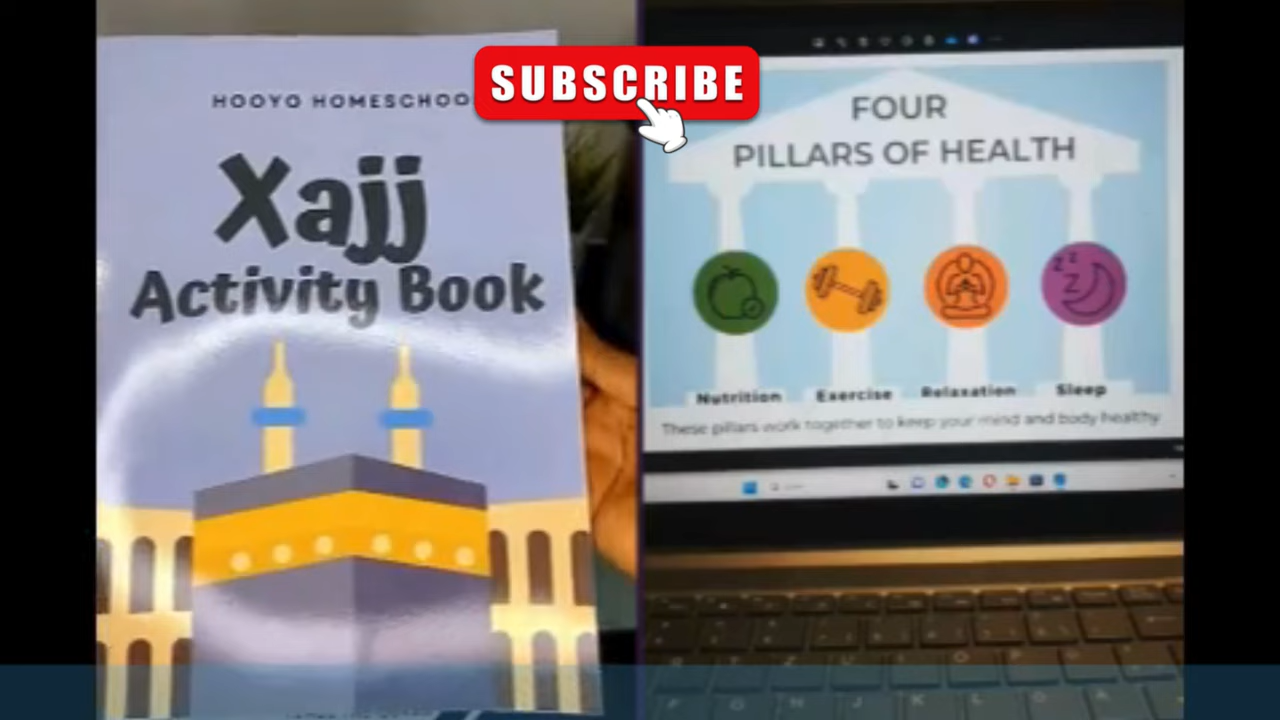 SUBSCRIBE
HOOYO HOMESCHOO
Xajj
Activity Book
FOUR
PILLARS OF HEALTH
Z Z Z
Nutrition Exercise Relaxation Sleep
These pillars work together to keep your mind and body healthy